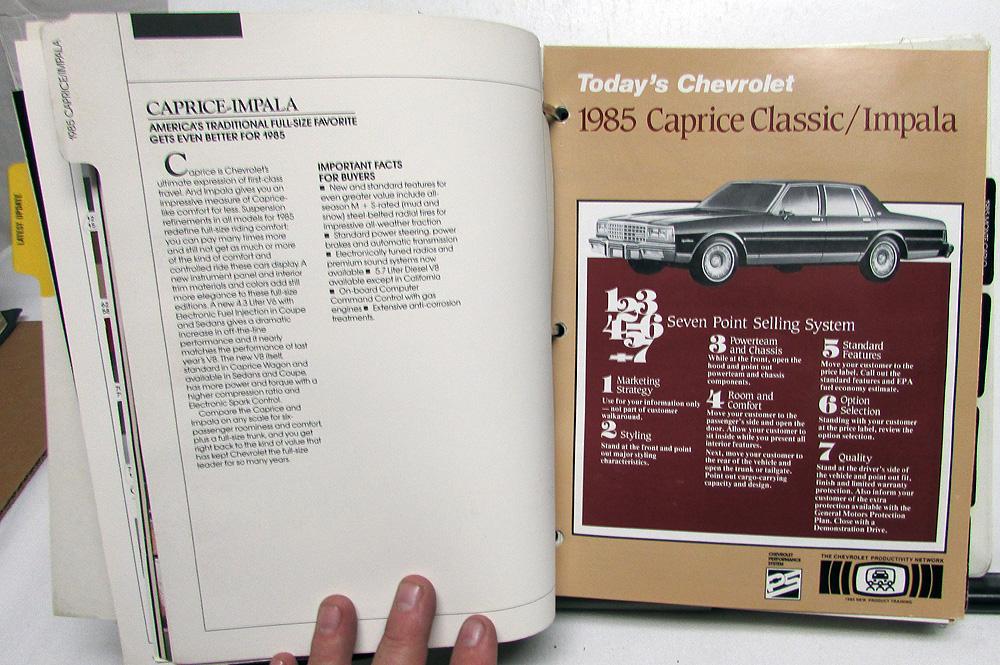 1985 CAPRICE/IMPALA
LATEST UPDATE
CAPRICE-IMPALA
AMERICA'S TRADITIONAL FULL-SIZE FAVORITE
GETS EVEN BETTER FOR 1985
Caprice is Chevrolet's
ultimate expression of first-class
travel. And Impala gives you an
impressive measure of Caprice-
like comfort for less. Suspension
refinements in all models for 1985
redefine full-size riding comfort:
you can pay many times more
and still not get as much or more
of the kind of comfort and
controlled ride these cars display. A
new instrument panel and interior
trim materials and colors add still
more elegance to these full-size
editions. A new 4.3 Liter V6 with
Electronic Fuel Injection in Coupe
and Sedans gives a dramatic
increase in off-the-line
performance and it nearly
matches the performance of last
year's V8. The new V8 itself,
standard in Caprice Wagon and
available in Sedans and Coupe,
has more power and torque with a
higher compression ratio and
Electronic Spark Control.
Compare the Caprice and
Impala on any scale for six-
passenger roominess and comfort,
plus a full-size trunk, and you get
right back to the kind of value that
has kept Chevrolet the full-size
leader for so many years.
IMPORTANT FACTS
FOR BUYERS
■ New and standard features for
even greater value include all-
season M + S-rated (mud and
snow) steel-belted radial tires for
impressive all-weather traction
■ Standard power steering, power
brakes and automatic transmission
■ Electronically tuned radios and
premium sound systems now
available ■ 5.7 Liter Diesel V8
available except in California
■ On-board Computer
Command Control with gas
engines ■ Extensive anti-corrosion
treatments.
Today's Chevrolet
1985 Caprice Classic/Impala
123
456
7
Seven Point Selling System
1 Marketing
Strategy
Use for your information only
— not part of customer
walkaround.
2 Styling
Stand at the front and point
out major styling
characteristics.
3 Powerteam
and Chassis
While at the front, open the
hood and point out
powerteam and chassis
components.
4 Room and
Comfort
Move your customer to the
passenger's side and open the
door. Allow your customer to
sit inside while you present all
interior features.
Next, move your customer to
the rear of the vehicle and
open the trunk or tailgate.
Point out cargo-carrying
capacity and design.
5 Standard
Features
Move your customer to the
price label. Call out the
standard features and EPA
fuel economy estimate.
6 Option
Selection
Standing with your customer
at the price label, review the
option selection.
7 Quality
Stand at the driver's side of
the vehicle and point out fit,
finish and limited warranty
protection. Also inform your
customer of the extra
protection available with the
General Motors Protection
Plan. Close with a
Demonstration Drive.
CHEVROLET
PERFORMANCE
SYSTEM
PS
THE CHEVROLET PRODUCTIVITY NETWORK
1985 NEW PRODUCT TRAINING